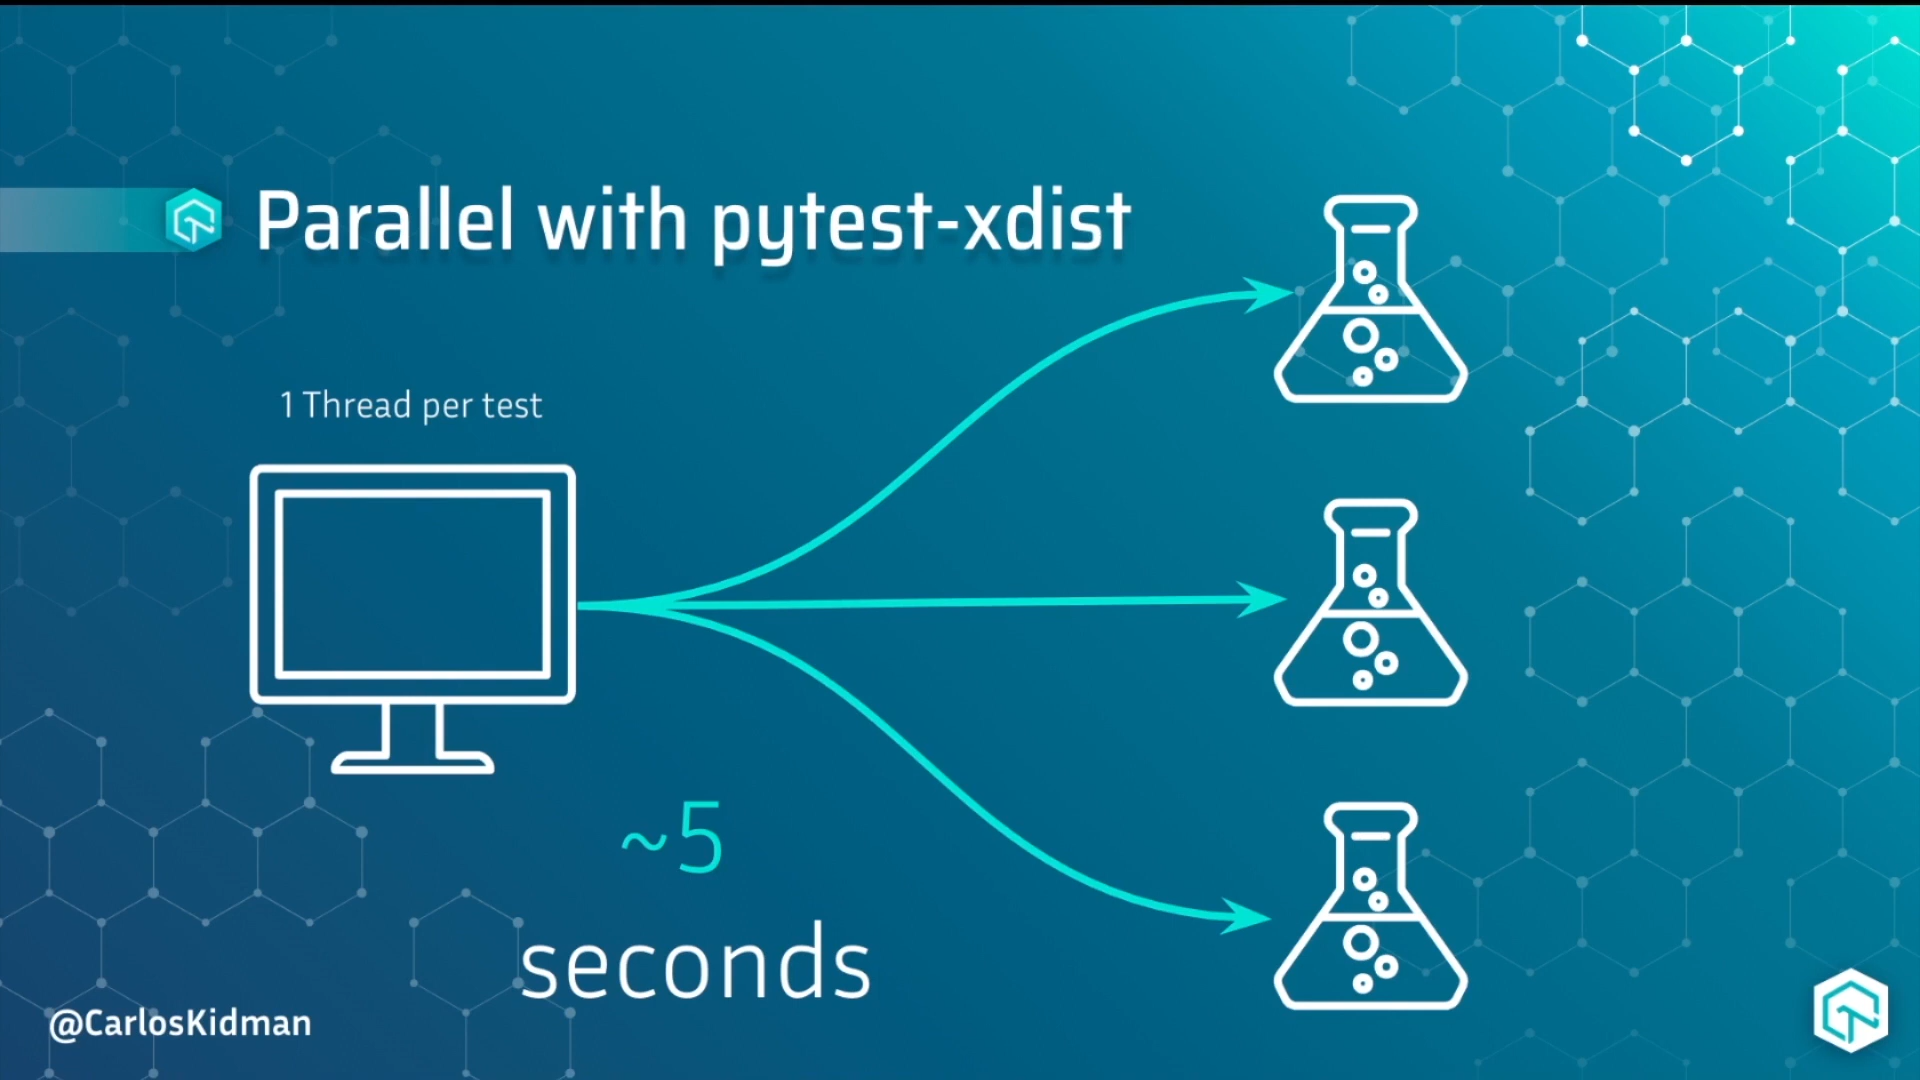 Parallel with pytest-xdist
1 Thread per test
~5
seconds
@CarlosKidman